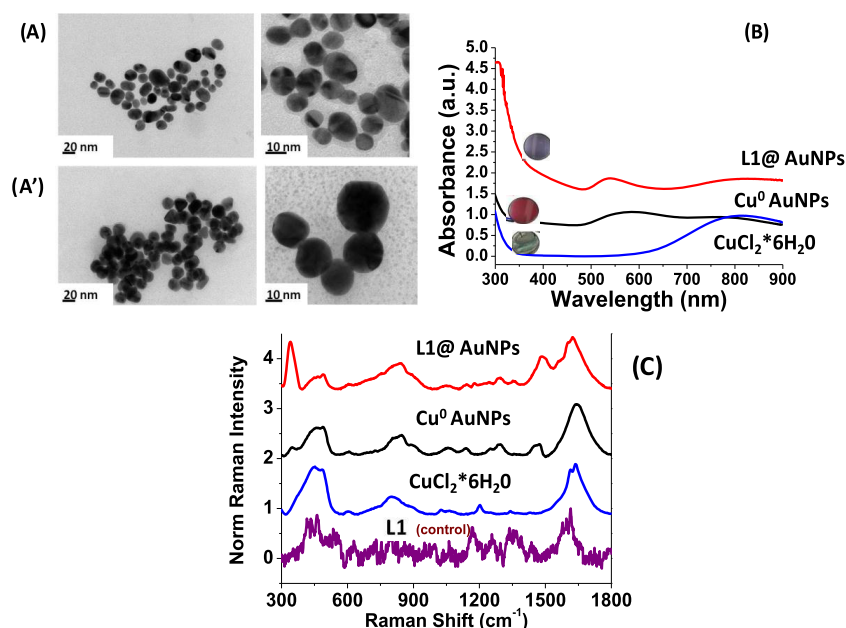 (A)
20 nm
10 nm
(A’)
20 nm
10 nm
(B)
Absorbance (a.u.)
5.0
4.5
4.0
3.5
3.0
2.5
2.0
1.5
1.0
0.5
0.0
L1@ AuNPs
Cu⁰ AuNPs
CuCl₂*6H₂0
300 400 500 600 700 800 900
Wavelength (nm)
(C)
Norm Raman Intensity
4
3
2
1
0
L1@ AuNPs
Cu⁰ AuNPs
CuCl₂*6H₂0
L1 (control)
300 600 900 1200 1500 1800
Raman Shift (cm⁻¹)